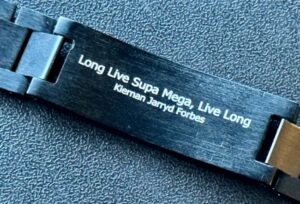 Long Live Supa Mega, Live Long
Kiernan Jarryd Forbes